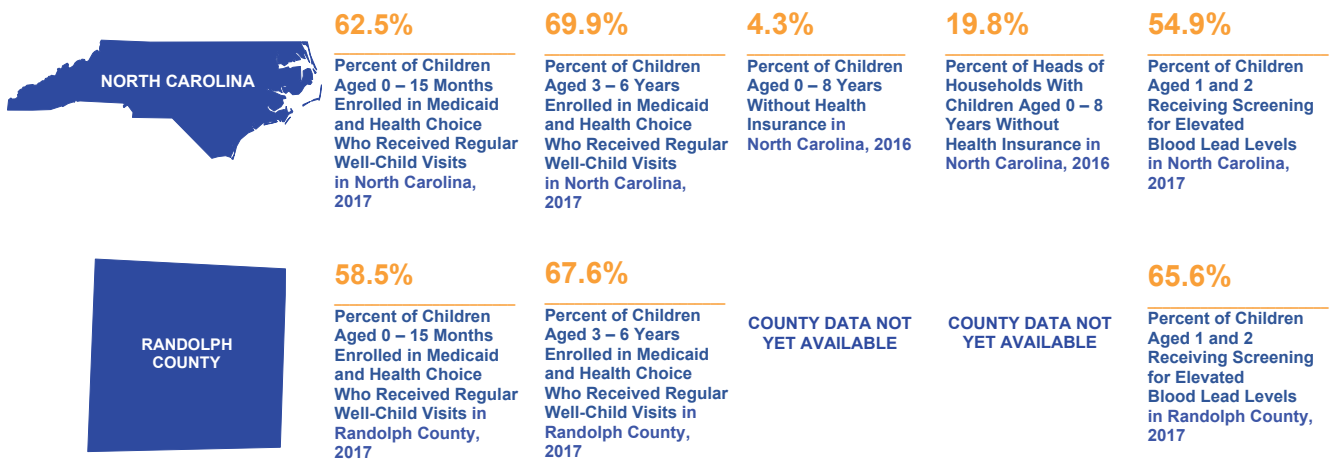 NORTH CAROLINA
62.5%
Percent of Children
Aged 0 – 15 Months
Enrolled in Medicaid
and Health Choice
Who Received Regular
Well-Child Visits
in North Carolina,
2017
69.9%
Percent of Children
Aged 3 – 6 Years
Enrolled in Medicaid
and Health Choice
Who Received Regular
Well-Child Visits
in North Carolina,
2017
4.3%
Percent of Children
Aged 0 – 8 Years
Without Health
Insurance in
North Carolina, 2016
19.8%
Percent of Heads of
Households With
Children Aged 0 – 8
Years Without
Health Insurance in
North Carolina, 2016
54.9%
Percent of Children
Aged 1 and 2
Receiving Screening
for Elevated
Blood Lead Levels
in North Carolina,
2017
RANDOLPH
COUNTY
58.5%
Percent of Children
Aged 0 – 15 Months
Enrolled in Medicaid
and Health Choice
Who Received Regular
Well-Child Visits in
Randolph County,
2017
67.6%
Percent of Children
Aged 3 – 6 Years
Enrolled in Medicaid
and Health Choice
Who Received Regular
Well-Child Visits in
Randolph County,
2017
COUNTY DATA NOT
YET AVAILABLE
COUNTY DATA NOT
YET AVAILABLE
65.6%
Percent of Children
Aged 1 and 2
Receiving Screening
for Elevated
Blood Lead Levels
in Randolph County,
2017